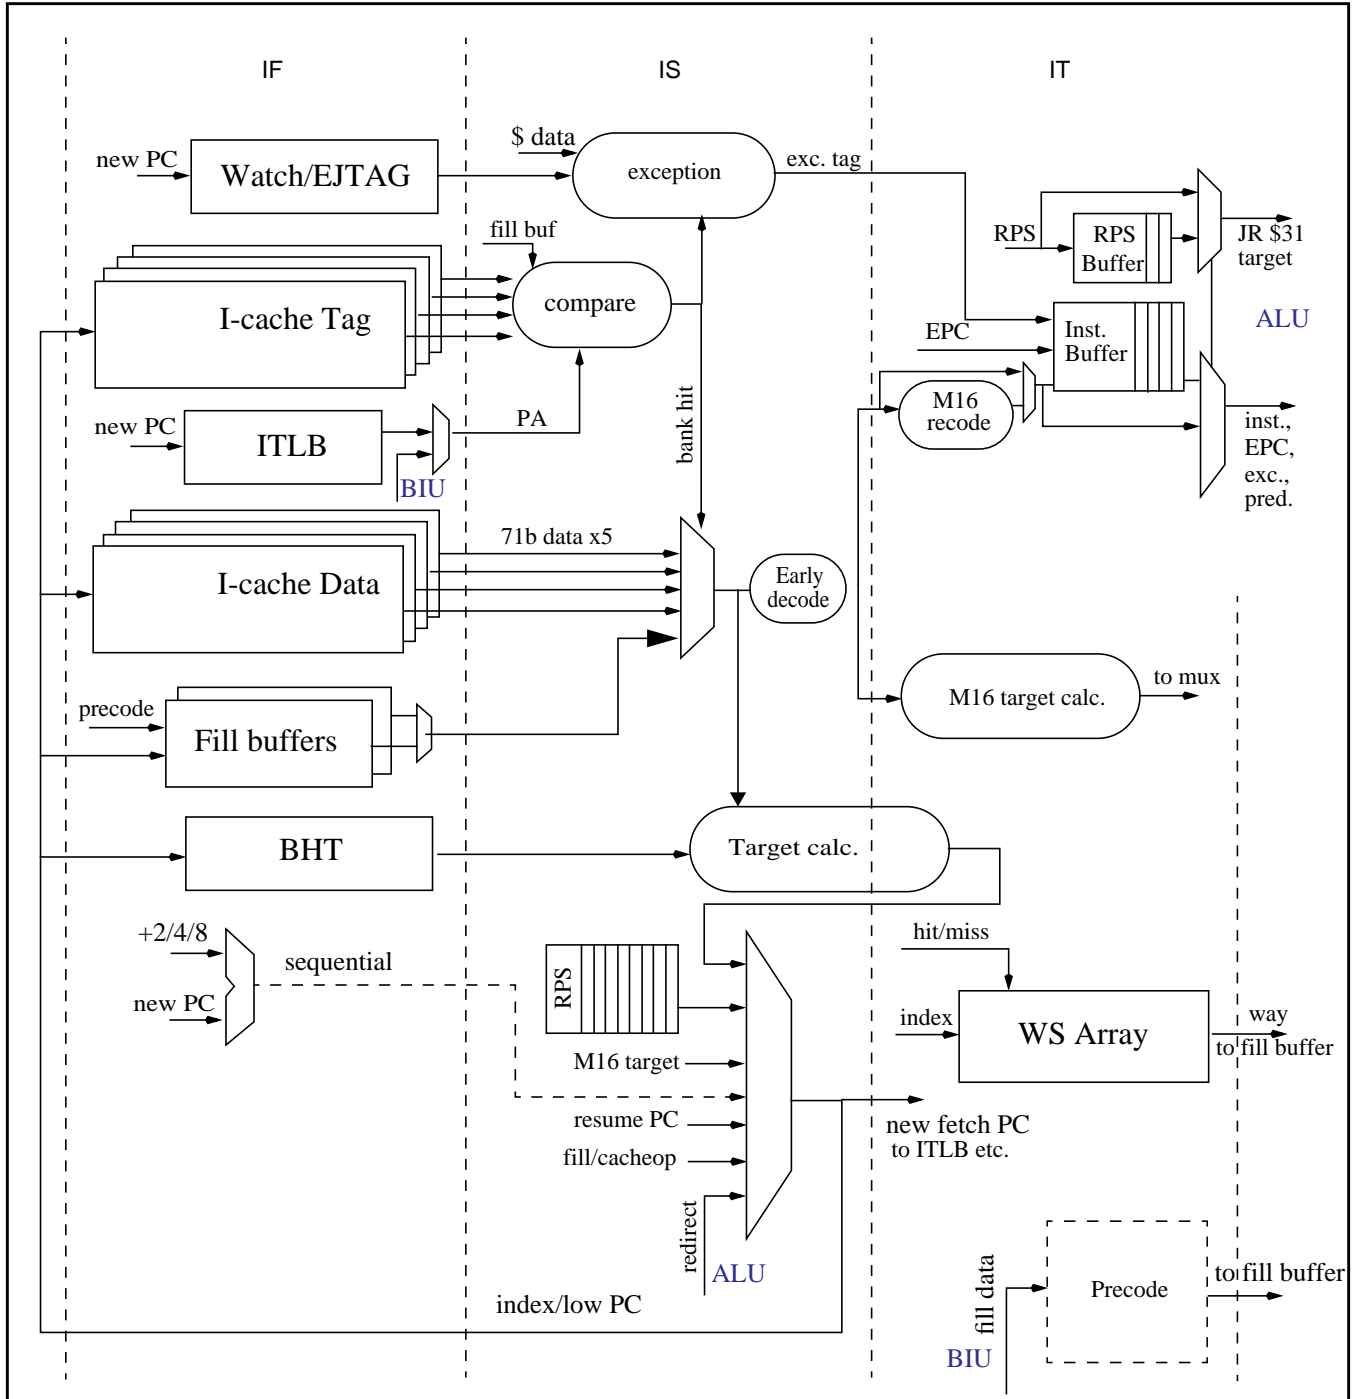 IF
IS
IT
new PC
Watch/EJTAG
$ data
exception
exc. tag
fill buf
I-cache Tag
compare
RPS
RPS
Buffer
JR $31
target
ALU
EPC
Inst.
Buffer
new PC
ITLB
BIU
PA
bank hit
M16
recode
inst.,
EPC,
exc.,
pred.
I-cache Data
71b data x5
Early
decode
precode
Fill buffers
M16 target calc.
to mux
BHT
Target calc.
+2/4/8
new PC
sequential
RPS
M16 target
resume PC
fill/cacheop
redirect
ALU
hit/miss
index
WS Array
way
to fill buffer
new fetch PC
to ITLB etc.
index/low PC
fill data
BIU
Precode
to fill buffer